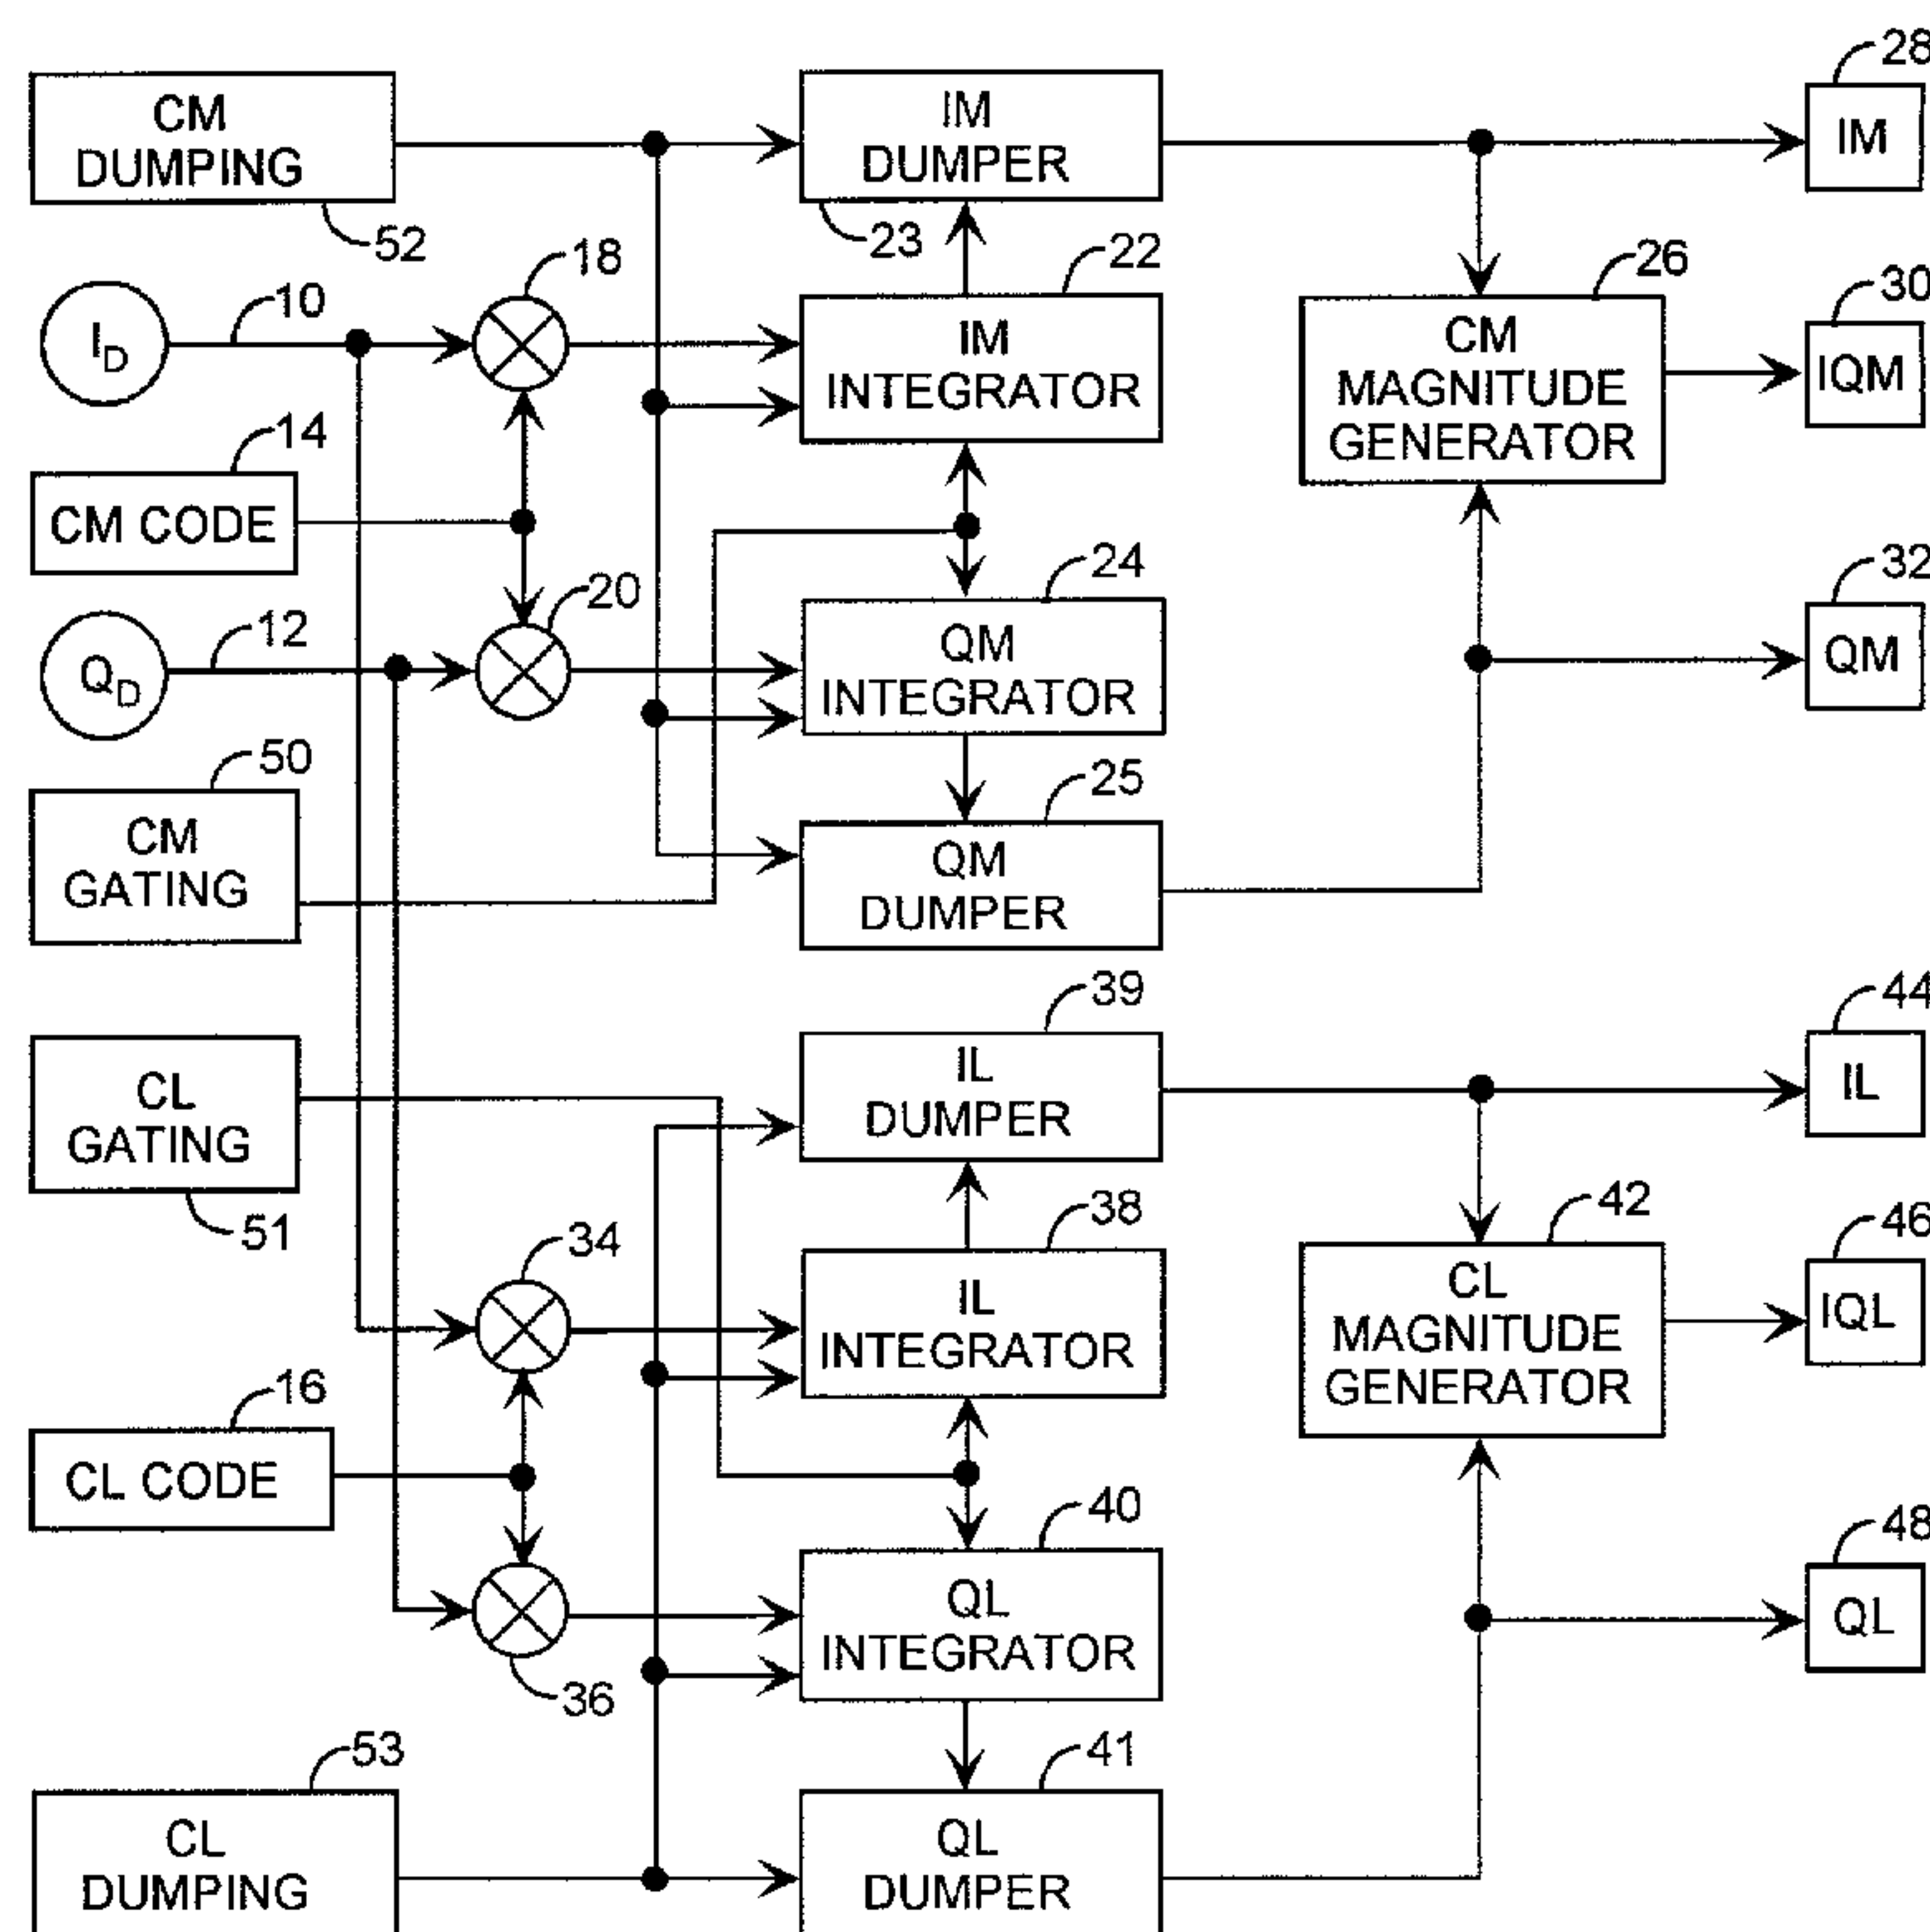 28
CM
DUMPING
IM
DUMPER
IM
52
23
18
22
26
30
10
I_D
IM
INTEGRATOR
CM
MAGNITUDE
GENERATOR
IQM
14
CM CODE
24
32
20
12
Q_D
QM
INTEGRATOR
QM
50
25
CM
GATING
QM
DUMPER
39
44
CL
GATING
IL
DUMPER
IL
51
38
42
46
34
IL
INTEGRATOR
CL
MAGNITUDE
GENERATOR
IQL
16
CL CODE
40
48
QL
INTEGRATOR
QL
36
53
41
CL
DUMPING
QL
DUMPER